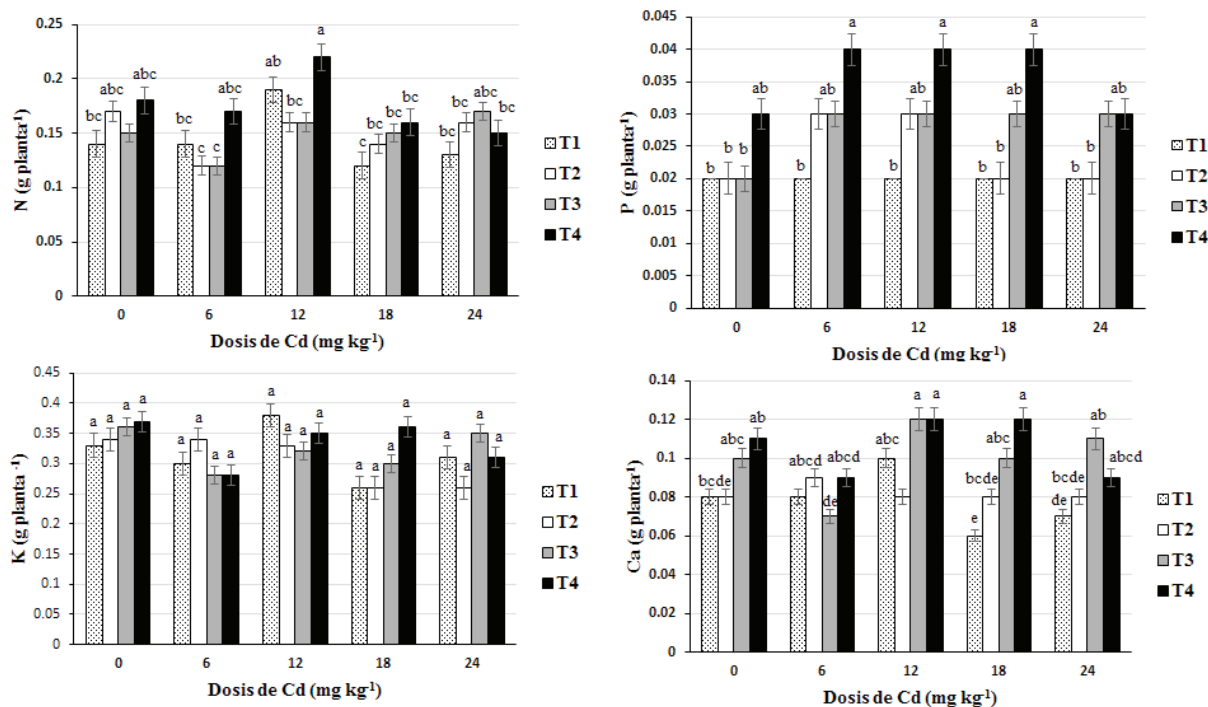 N (g planta⁻¹)
0.25
0.2
0.15
0.1
0.05
0
bc abc bc abc
bc c c abc
ab bc bc a
c bc bc bc
bc bc abc bc
0 6 12 18 24
Dosis de Cd (mg kg⁻¹)
T1
T2
T3
T4
P (g planta⁻¹)
0.045
0.04
0.035
0.03
0.025
0.02
0.015
0.01
0.005
0
b b b ab
b ab ab a
b ab ab a
b b ab a
b b ab ab
0 6 12 18 24
Dosis de Cd (mg kg⁻¹)
T1
T2
T3
T4
K (g planta⁻¹)
0.45
0.4
0.35
0.3
0.25
0.2
0.15
0.1
0.05
0
a a a a
a a a a
a a a a
a a a a
a a a a
0 6 12 18 24
Dosis de Cd (mg kg⁻¹)
T1
T2
T3
T4
Ca (g planta⁻¹)
0.14
0.12
0.1
0.08
0.06
0.04
0.02
0
bcde abc ab
abcd de abcd
abc a a
e bcde abc a
de bcde ab abcd
0 6 12 18 24
Dosis de Cd (mg kg⁻¹)
T1
T2
T3
T4